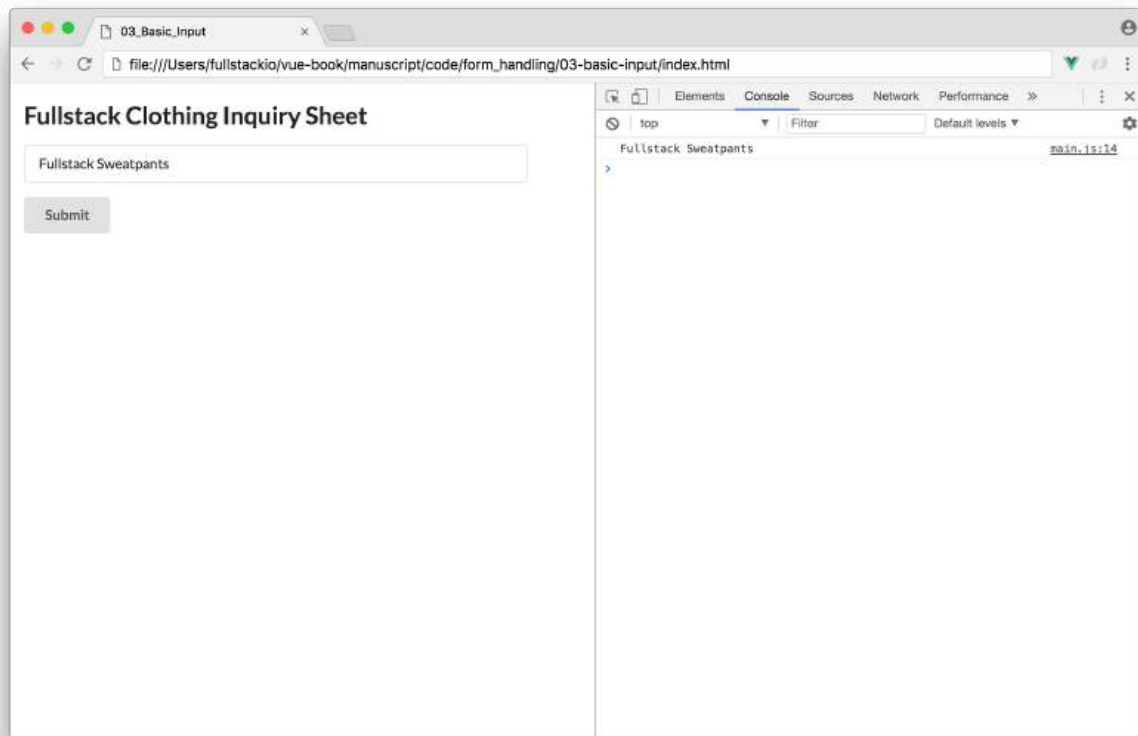 03_Basic_Input
file:///Users/fullstackio/vue-book/manuscript/code/form_handling/03-basic-input/index.html
Fullstack Clothing Inquiry Sheet
Fullstack Sweatpants
Submit
Elements Console Sources Network Performance »
top Filter Default levels
Fullstack Sweatpants main.js:14